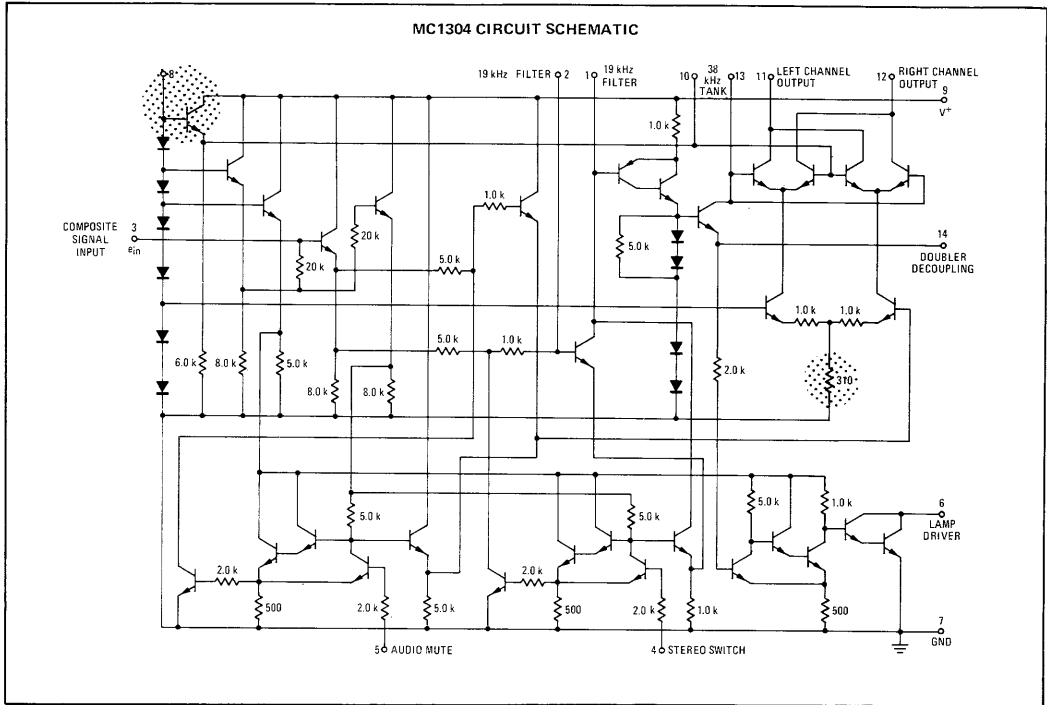 MC1304 CIRCUIT SCHEMATIC
8
19 kHz FILTER 2
1 19 kHz FILTER
10 38 kHz TANK 13
11 LEFT CHANNEL OUTPUT
12 RIGHT CHANNEL OUTPUT
9
V+
1.0 k
1.0 k
COMPOSITE SIGNAL INPUT
3
ein
20 k
20 k
5.0 k
5.0 k
14
DOUBLER DECOUPLING
1.0 k
1.0 k
6.0 k
8.0 k
5.0 k
8.0 k
8.0 k
5.0 k
1.0 k
2.0 k
310
5.0 k
5.0 k
5.0 k
1.0 k
6
LAMP DRIVER
2.0 k
500
2.0 k
5.0 k
2.0 k
500
2.0 k
1.0 k
500
7
GND
5 AUDIO MUTE
4 STEREO SWITCH